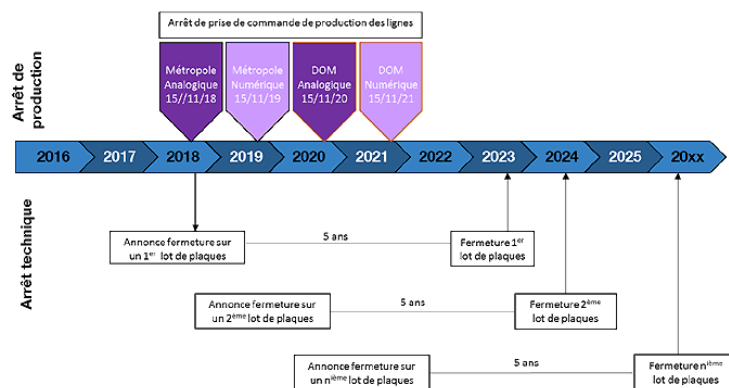 Arrêt de prise de commande de production des lignes
Arrêt de
production
Métropole
Analogique
15//11/18
Métropole
Numérique
15/11/19
DOM
Analogique
15/11/20
DOM
Numérique
15/11/21
2016 2017 2018 2019 2020 2021 2022 2023 2024 2025 20xx
Arrêt technique
Annonce fermeture sur
un 1er lot de plaques
5 ans
Fermeture 1er
lot de plaques
Annonce fermeture sur
un 2ème lot de plaques
5 ans
Fermeture 2ème
lot de plaques
Annonce fermeture sur
un nième lot de plaques
5 ans
Fermeture nième
lot de plaques